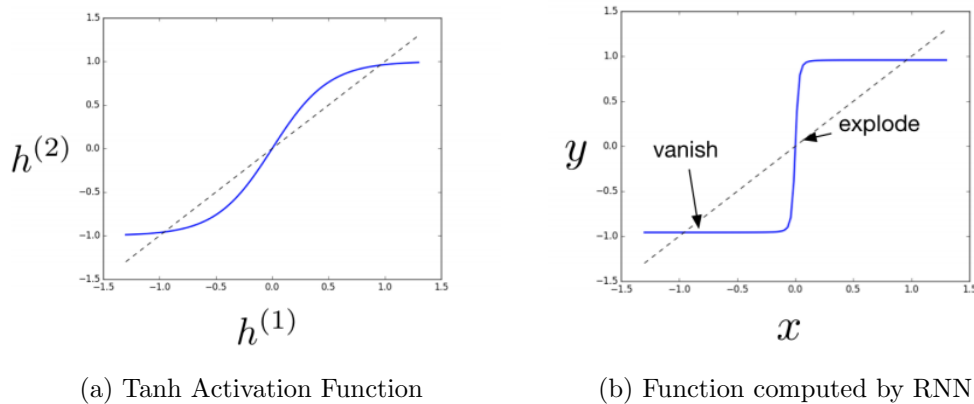 1.5
1.0
0.5
0.0
−0.5
−1.0
−1.5
−1.5 −1.0 −0.5 0.0 0.5 1.0 1.5
h^{(2)}
h^{(1)}
(a) Tanh Activation Function
1.5
1.0
0.5
0.0
−0.5
−1.0
−1.5
−1.5 −1.0 −0.5 0.0 0.5 1.0 1.5
explode
vanish
y
x
(b) Function computed by RNN